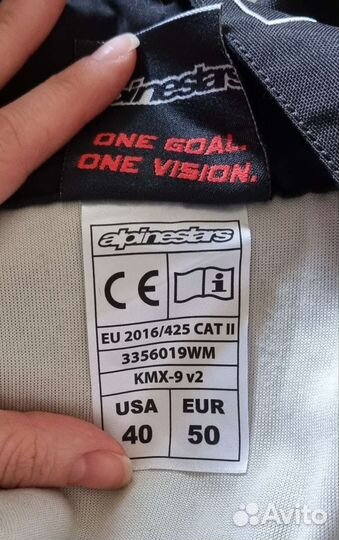 alpinestars
ONE GOAL.
ONE VISION.
alpinestars
CE i
EU 2016/425 CAT II
3356019WM
KMX-9 v2
USA EUR
40 50
Avito